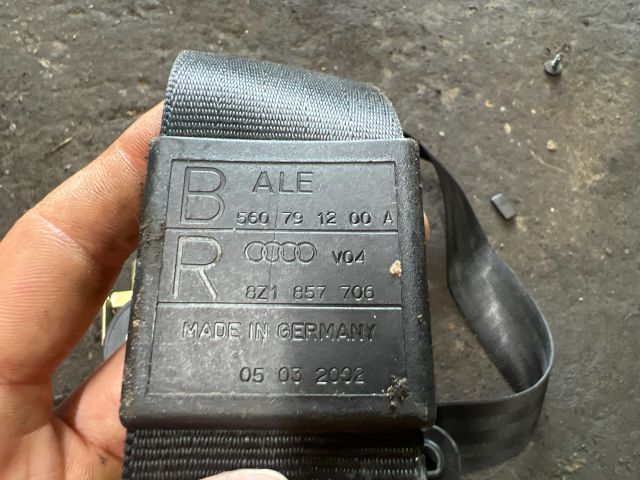 B ALE
560 79 12 00 A
R V04
8Z1 857 706
MADE IN GERMANY
05 03 2002